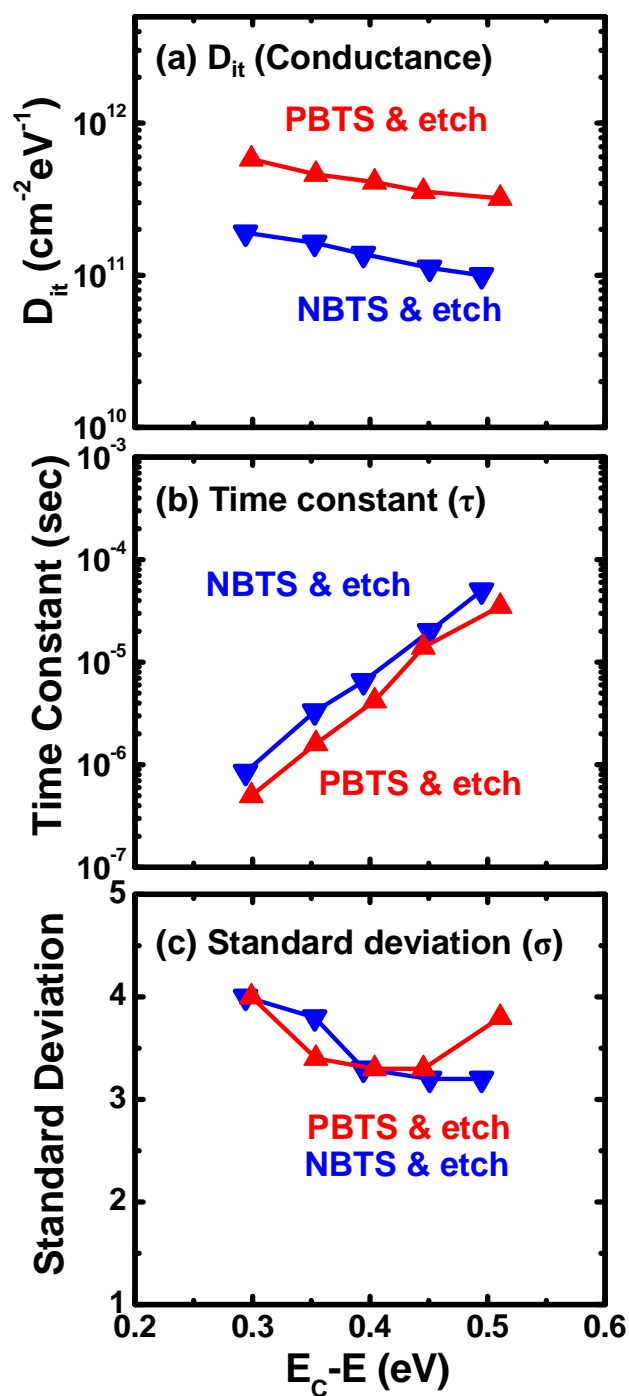 (a) D_it (Conductance)
D_it (cm^-2 eV^-1)
10^12
10^11
10^10
PBTS & etch
NBTS & etch
(b) Time constant (τ)
Time Constant (sec)
10^-3
10^-4
10^-5
10^-6
10^-7
NBTS & etch
PBTS & etch
(c) Standard deviation (σ)
Standard Deviation
5
4
3
2
1
PBTS & etch
NBTS & etch
0.2 0.3 0.4 0.5 0.6
E_C-E (eV)